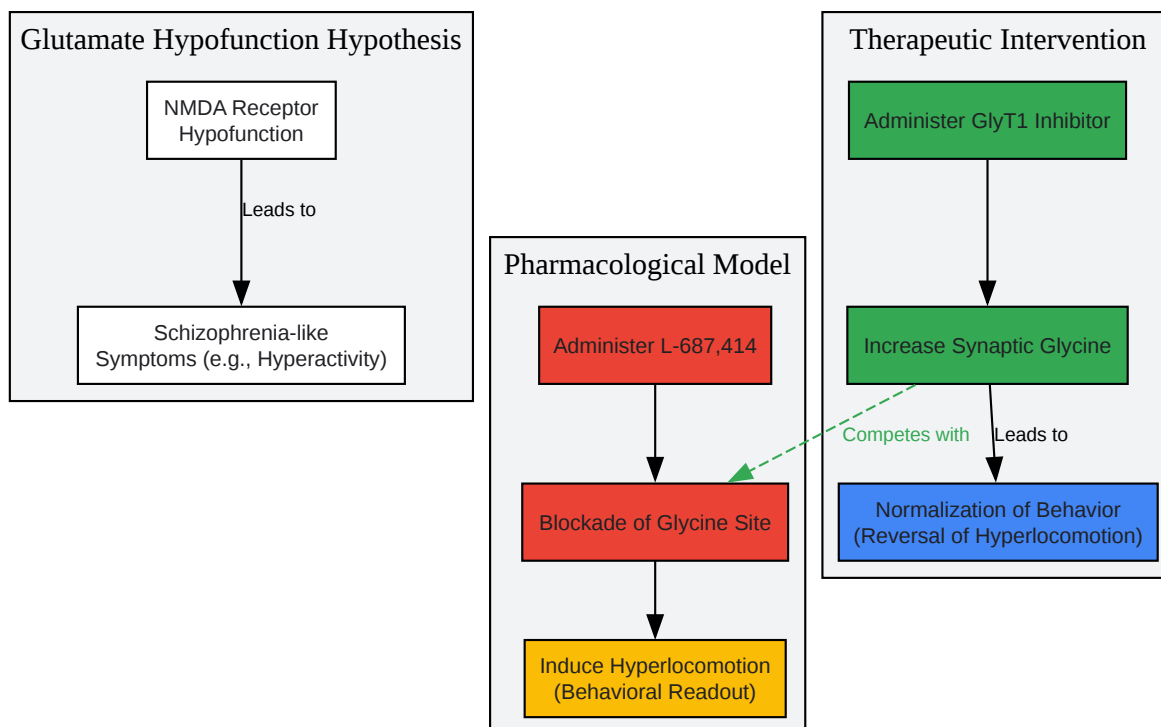 Glutamate Hypofunction Hypothesis
NMDA Receptor
Hypofunction
Leads to
Schizophrenia-like
Symptoms (e.g., Hyperactivity)
Pharmacological Model
Administer L-687,414
Blockade of Glycine Site
Induce Hyperlocomotion
(Behavioral Readout)
Therapeutic Intervention
Administer GlyT1 Inhibitor
Increase Synaptic Glycine
Competes with
Leads to
Normalization of Behavior
(Reversal of Hyperlocomotion)